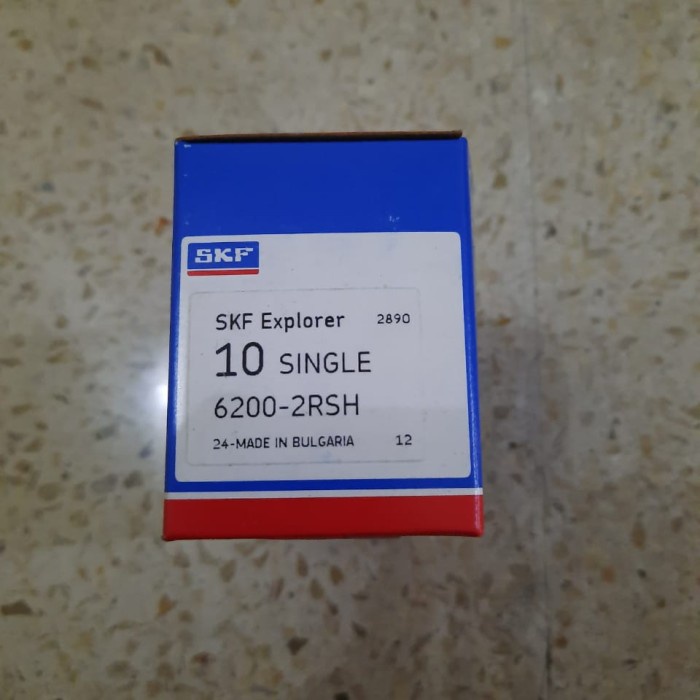 SKF
SKF Explorer 2890
10 SINGLE
6200-2RSH
24-MADE IN BULGARIA 12